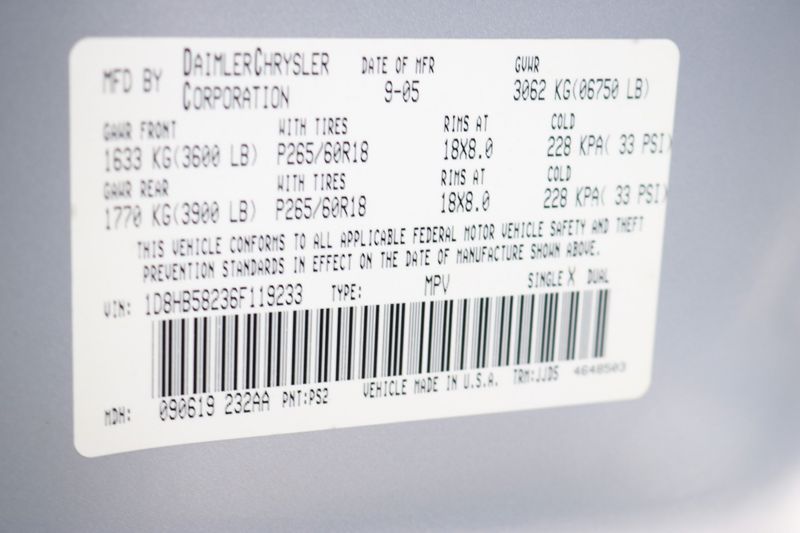 MFD BY DAIMLERCHRYSLER CORPORATION DATE OF MFR 9-05 GVWR 3062 KG(06750 LB)
GAWR FRONT WITH TIRES RIMS AT COLD
1633 KG(3600 LB) P265/60R18 18X8.0 228 KPA( 33 PSI)
GAWR REAR WITH TIRES RIMS AT COLD
1770 KG(3900 LB) P265/60R18 18X8.0 228 KPA( 33 PSI)
THIS VEHICLE CONFORMS TO ALL APPLICABLE FEDERAL MOTOR VEHICLE SAFETY AND THEFT
PREVENTION STANDARDS IN EFFECT ON THE DATE OF MANUFACTURE SHOWN ABOVE.
VIN: 1D8HB58236F119233 TYPE: MPV SINGLE X DUAL
MDH: 090619 232AA PNT:PS2 VEHICLE MADE IN U.S.A. TRM:JJD5 4648503